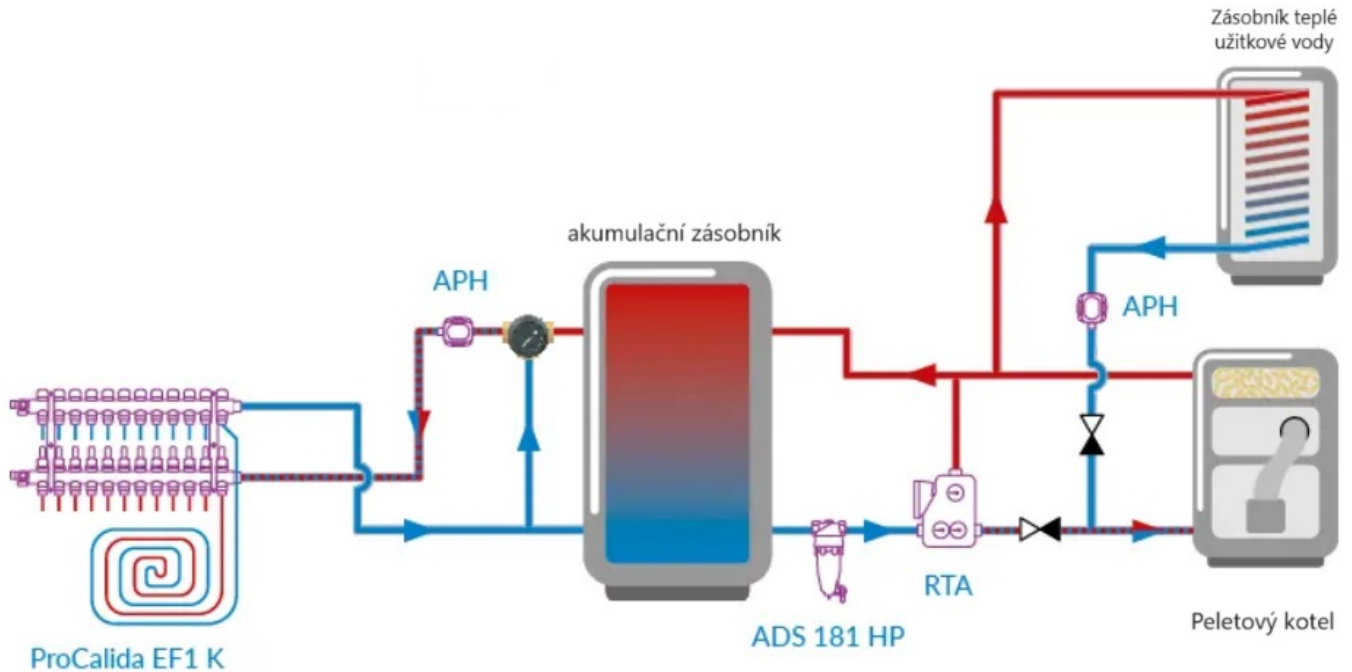 Zásobník teplé
užitkové vody
akumulační zásobník
APH
APH
RTA
ADS 181 HP
Peletový kotel
ProCalida EF1 K